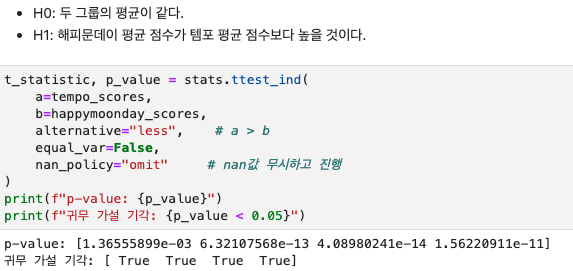 • H0: 두 그룹의 평균이 같다.
• H1: 해피문데이 평균 점수가 템포 평균 점수보다 높을 것이다.
t_statistic, p_value = stats.ttest_ind(
    a=tempo_scores,
    b=happymoonday_scores,
    alternative="less",    # a > b
    equal_var=False,
    nan_policy="omit"     # nan값 무시하고 진행
)
print(f"p-value: {p_value}")
print(f"귀무 가설 기각: {p_value < 0.05}")
p-value: [1.36555899e-03 6.32107568e-13 4.08980241e-14 1.56220911e-11]
귀무 가설 기각: [ True  True  True  True]